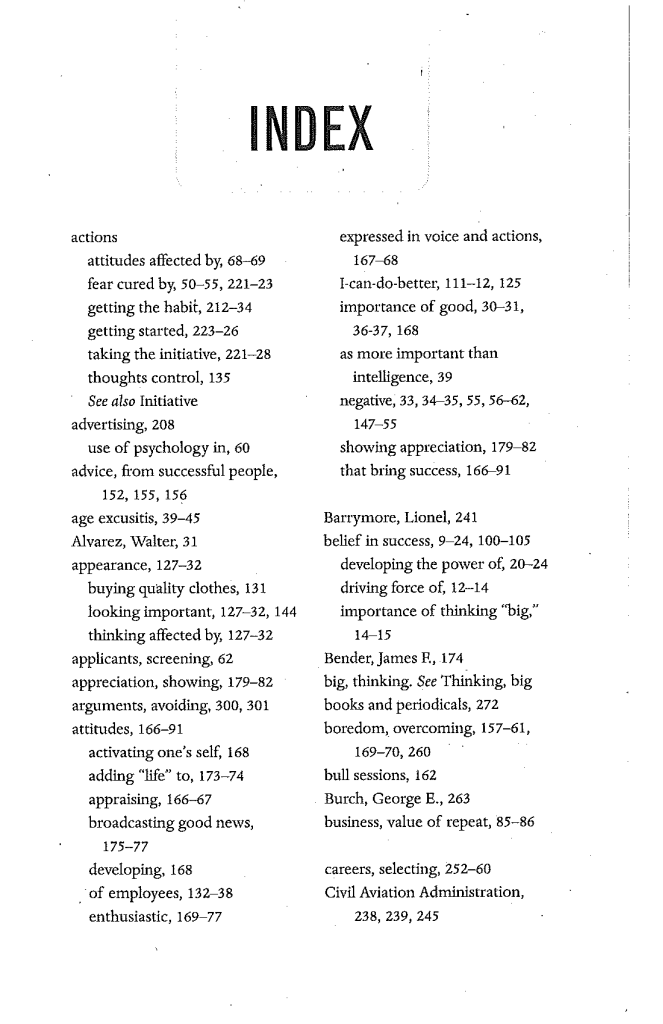 INDEX
actions
attitudes affected by, 68–69
fear cured by, 50–55, 221–23
getting the habit, 212–34
getting started, 223–26
taking the initiative, 221–28
thoughts control, 135
See also Initiative
advertising, 208
use of psychology in, 60
advice, from successful people,
152, 155, 156
age excusitis, 39–45
Alvarez, Walter, 31
appearance, 127–32
buying quality clothes, 131
looking important, 127–32, 144
thinking affected by, 127–32
applicants, screening, 62
appreciation, showing, 179–82
arguments, avoiding, 300, 301
attitudes, 166–91
activating one's self, 168
adding "life" to, 173–74
appraising, 166–67
broadcasting good news,
175–77
developing, 168
of employees, 132–38
enthusiastic, 169–77
expressed in voice and actions,
167–68
I-can-do-better, 111–12, 125
importance of good, 30–31,
36-37, 168
as more important than
intelligence, 39
negative, 33, 34–35, 55, 56–62,
147–55
showing appreciation, 179–82
that bring success, 166–91
Barrymore, Lionel, 241
belief in success, 9–24, 100–105
developing the power of, 20–24
driving force of, 12–14
importance of thinking "big,"
14–15
Bender, James F., 174
big, thinking. See Thinking, big
books and periodicals, 272
boredom, overcoming, 157–61,
169–70, 260
bull sessions, 162
Burch, George E., 263
business, value of repeat, 85–86
careers, selecting, 252–60
Civil Aviation Administration,
238, 239, 245